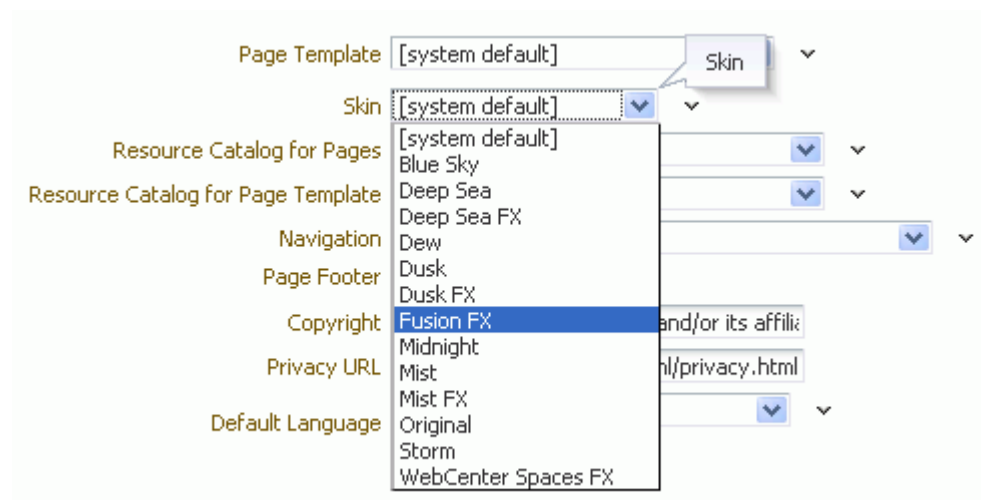 Page Template [system default] Skin
Skin [system default]
[system default]
Resource Catalog for Pages Blue Sky
Resource Catalog for Page Template Deep Sea
Deep Sea FX
Navigation Dew
Page Footer Dusk
Dusk FX
Copyright Fusion FX and/or its affilia
Midnight
Privacy URL Mist nl/privacy.html
Mist FX
Default Language Original
Storm
WebCenter Spaces FX